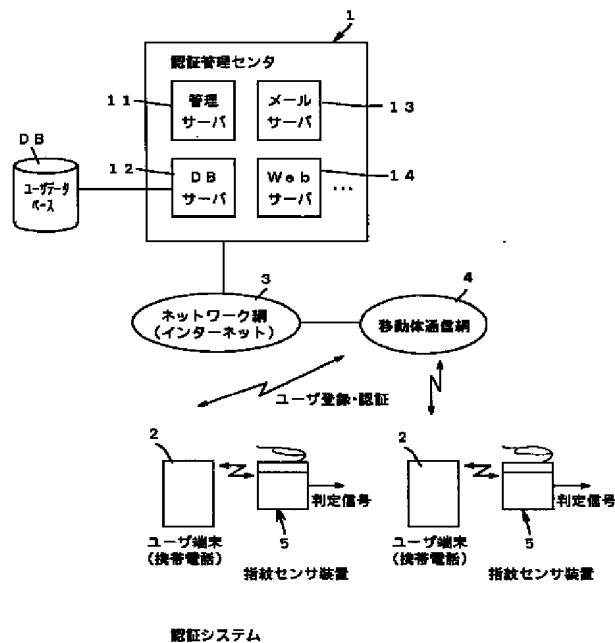 1
認証管理センタ
11
管理
サーバ
メール
サーバ
13
DB
ユーザデータ
ベース
12
DB
サーバ
Web
サーバ
…
14
3
ネットワーク網
(インターネット)
4
移動体通信網
ユーザ登録・認証
2
判定信号
5
ユーザ端末
(携帯電話)
指紋センサ装置
2
判定信号
5
ユーザ端末
(携帯電話)
指紋センサ装置
認証システム